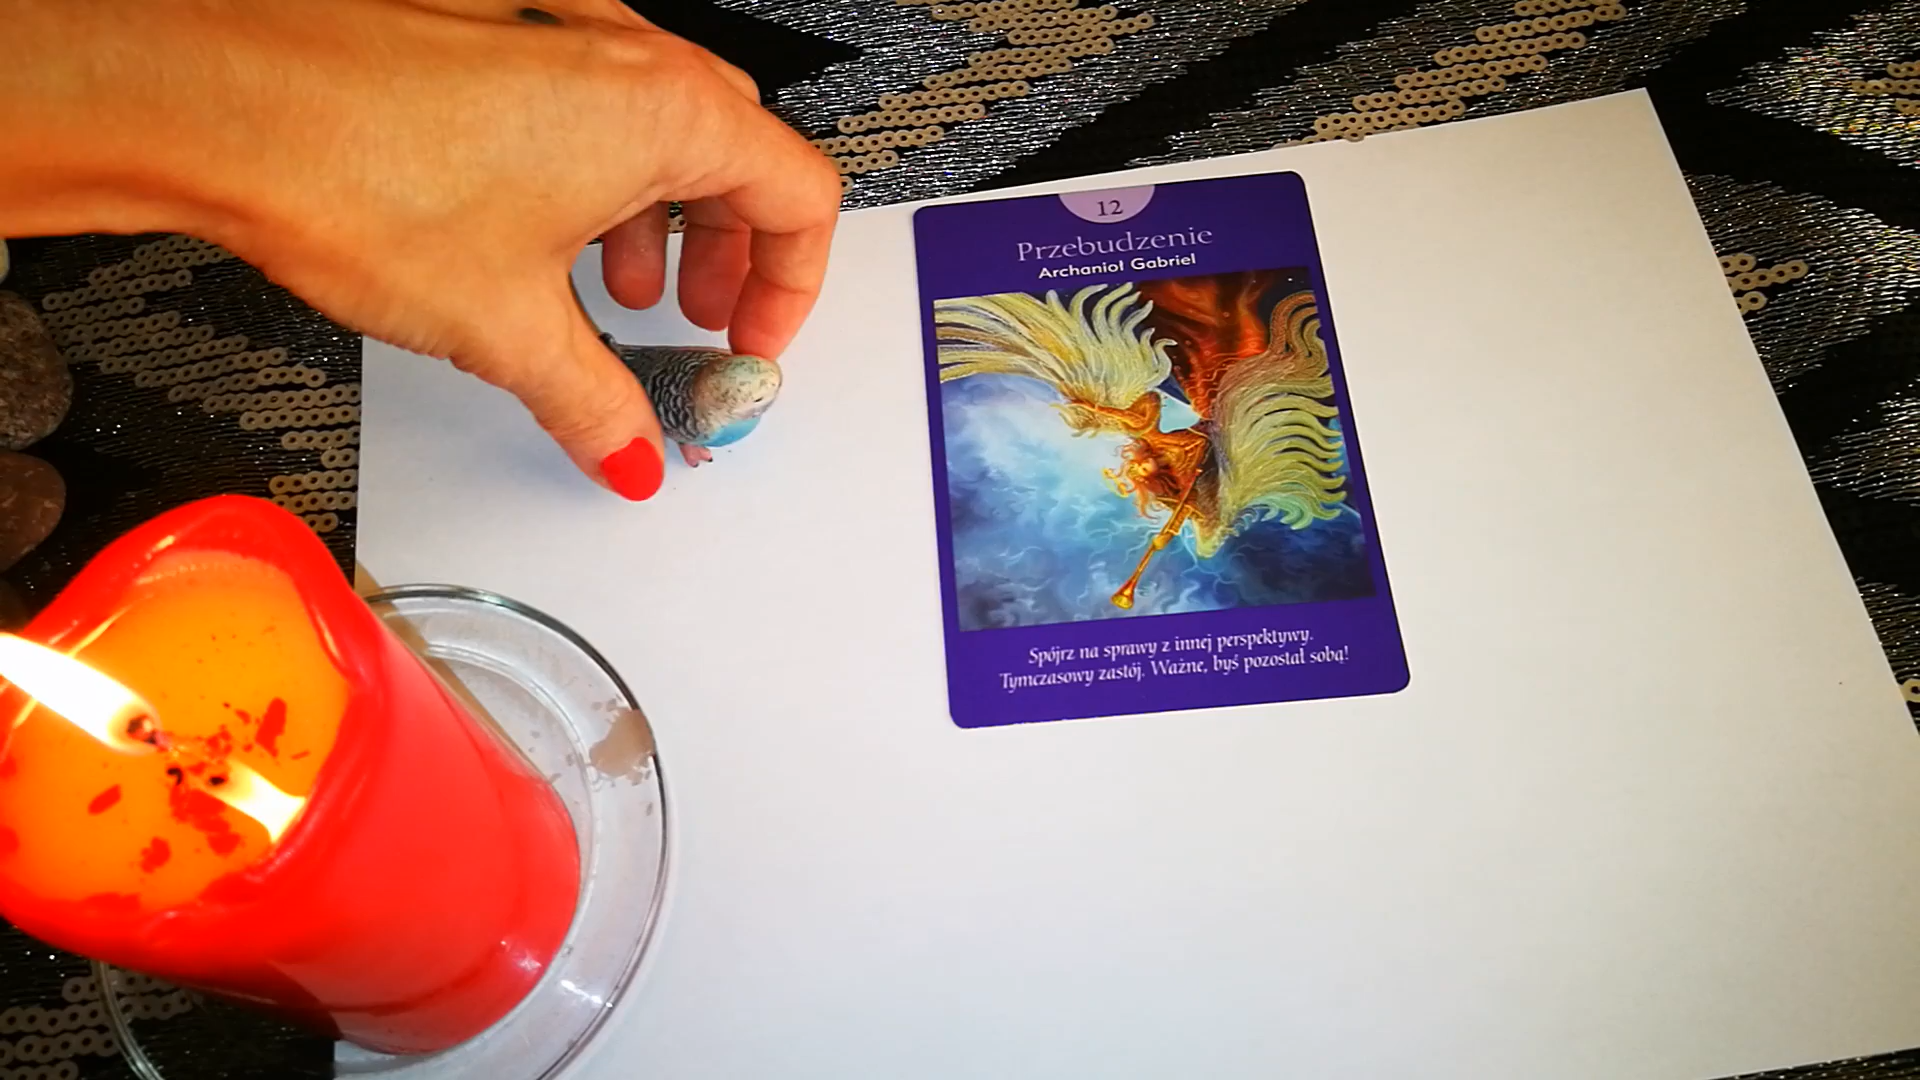 12
Przebudzenie
Archanioł Gabriel
Spójrz na sprawy z innej perspektywy.
Tymczasowy zastój. Ważne, byś pozostał sobą!